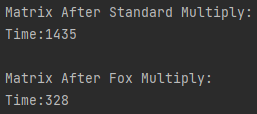 Matrix After Standard Multiply:
Time:1435
Matrix After Fox Multiply:
Time:328